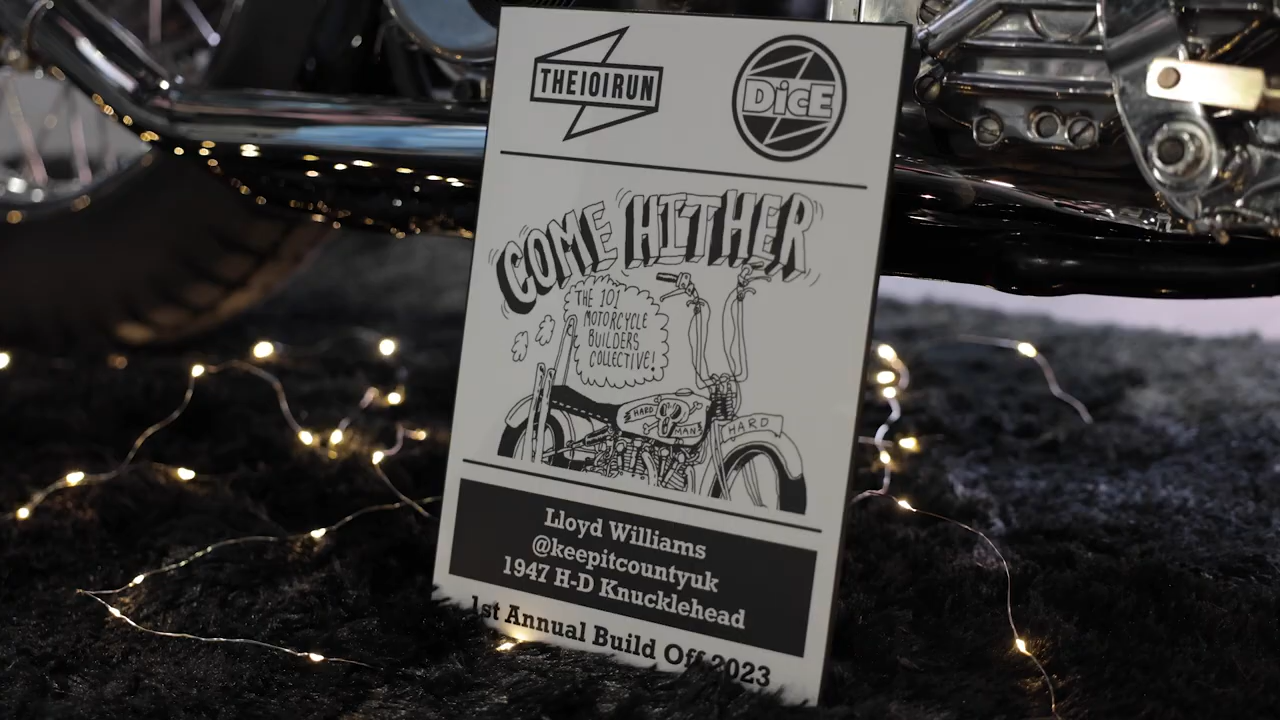 THE101RUN
DicE
COME HITHER
THE 101
MOTORCYCLE
BUILDERS
COLLECTIVE!
HARD
MAN
HARD
Lloyd Williams
@keepitcountyuk
1947 H-D Knucklehead
1st Annual Build Off 2023